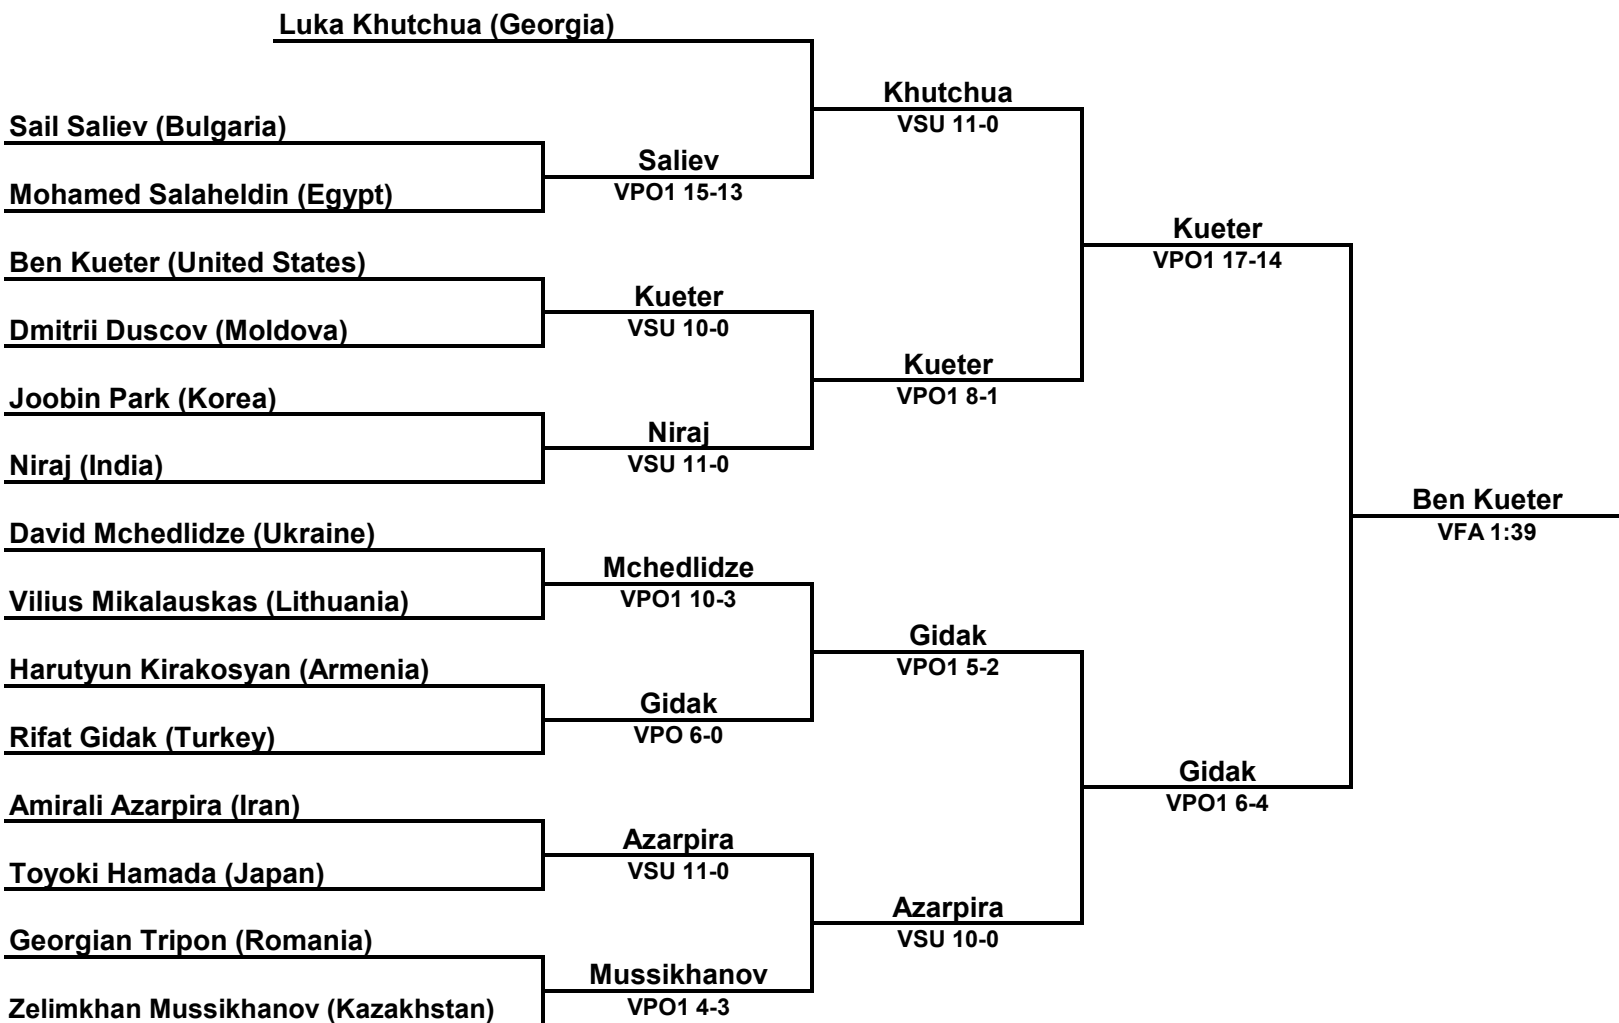 Luka Khutchua (Georgia)
Khutchua
VSU 11-0
Sail Saliev (Bulgaria)
Saliev
VPO1 15-13
Mohamed Salaheldin (Egypt)
Kueter
VPO1 17-14
Ben Kueter (United States)
Kueter
VSU 10-0
Dmitrii Duscov (Moldova)
Kueter
VPO1 8-1
Joobin Park (Korea)
Niraj
VSU 11-0
Niraj (India)
Ben Kueter
VFA 1:39
David Mchedlidze (Ukraine)
Mchedlidze
VPO1 10-3
Vilius Mikalauskas (Lithuania)
Gidak
VPO1 5-2
Harutyun Kirakosyan (Armenia)
Gidak
VPO 6-0
Rifat Gidak (Turkey)
Gidak
VPO1 6-4
Amirali Azarpira (Iran)
Azarpira
VSU 11-0
Toyoki Hamada (Japan)
Azarpira
VSU 10-0
Georgian Tripon (Romania)
Mussikhanov
VPO1 4-3
Zelimkhan Mussikhanov (Kazakhstan)